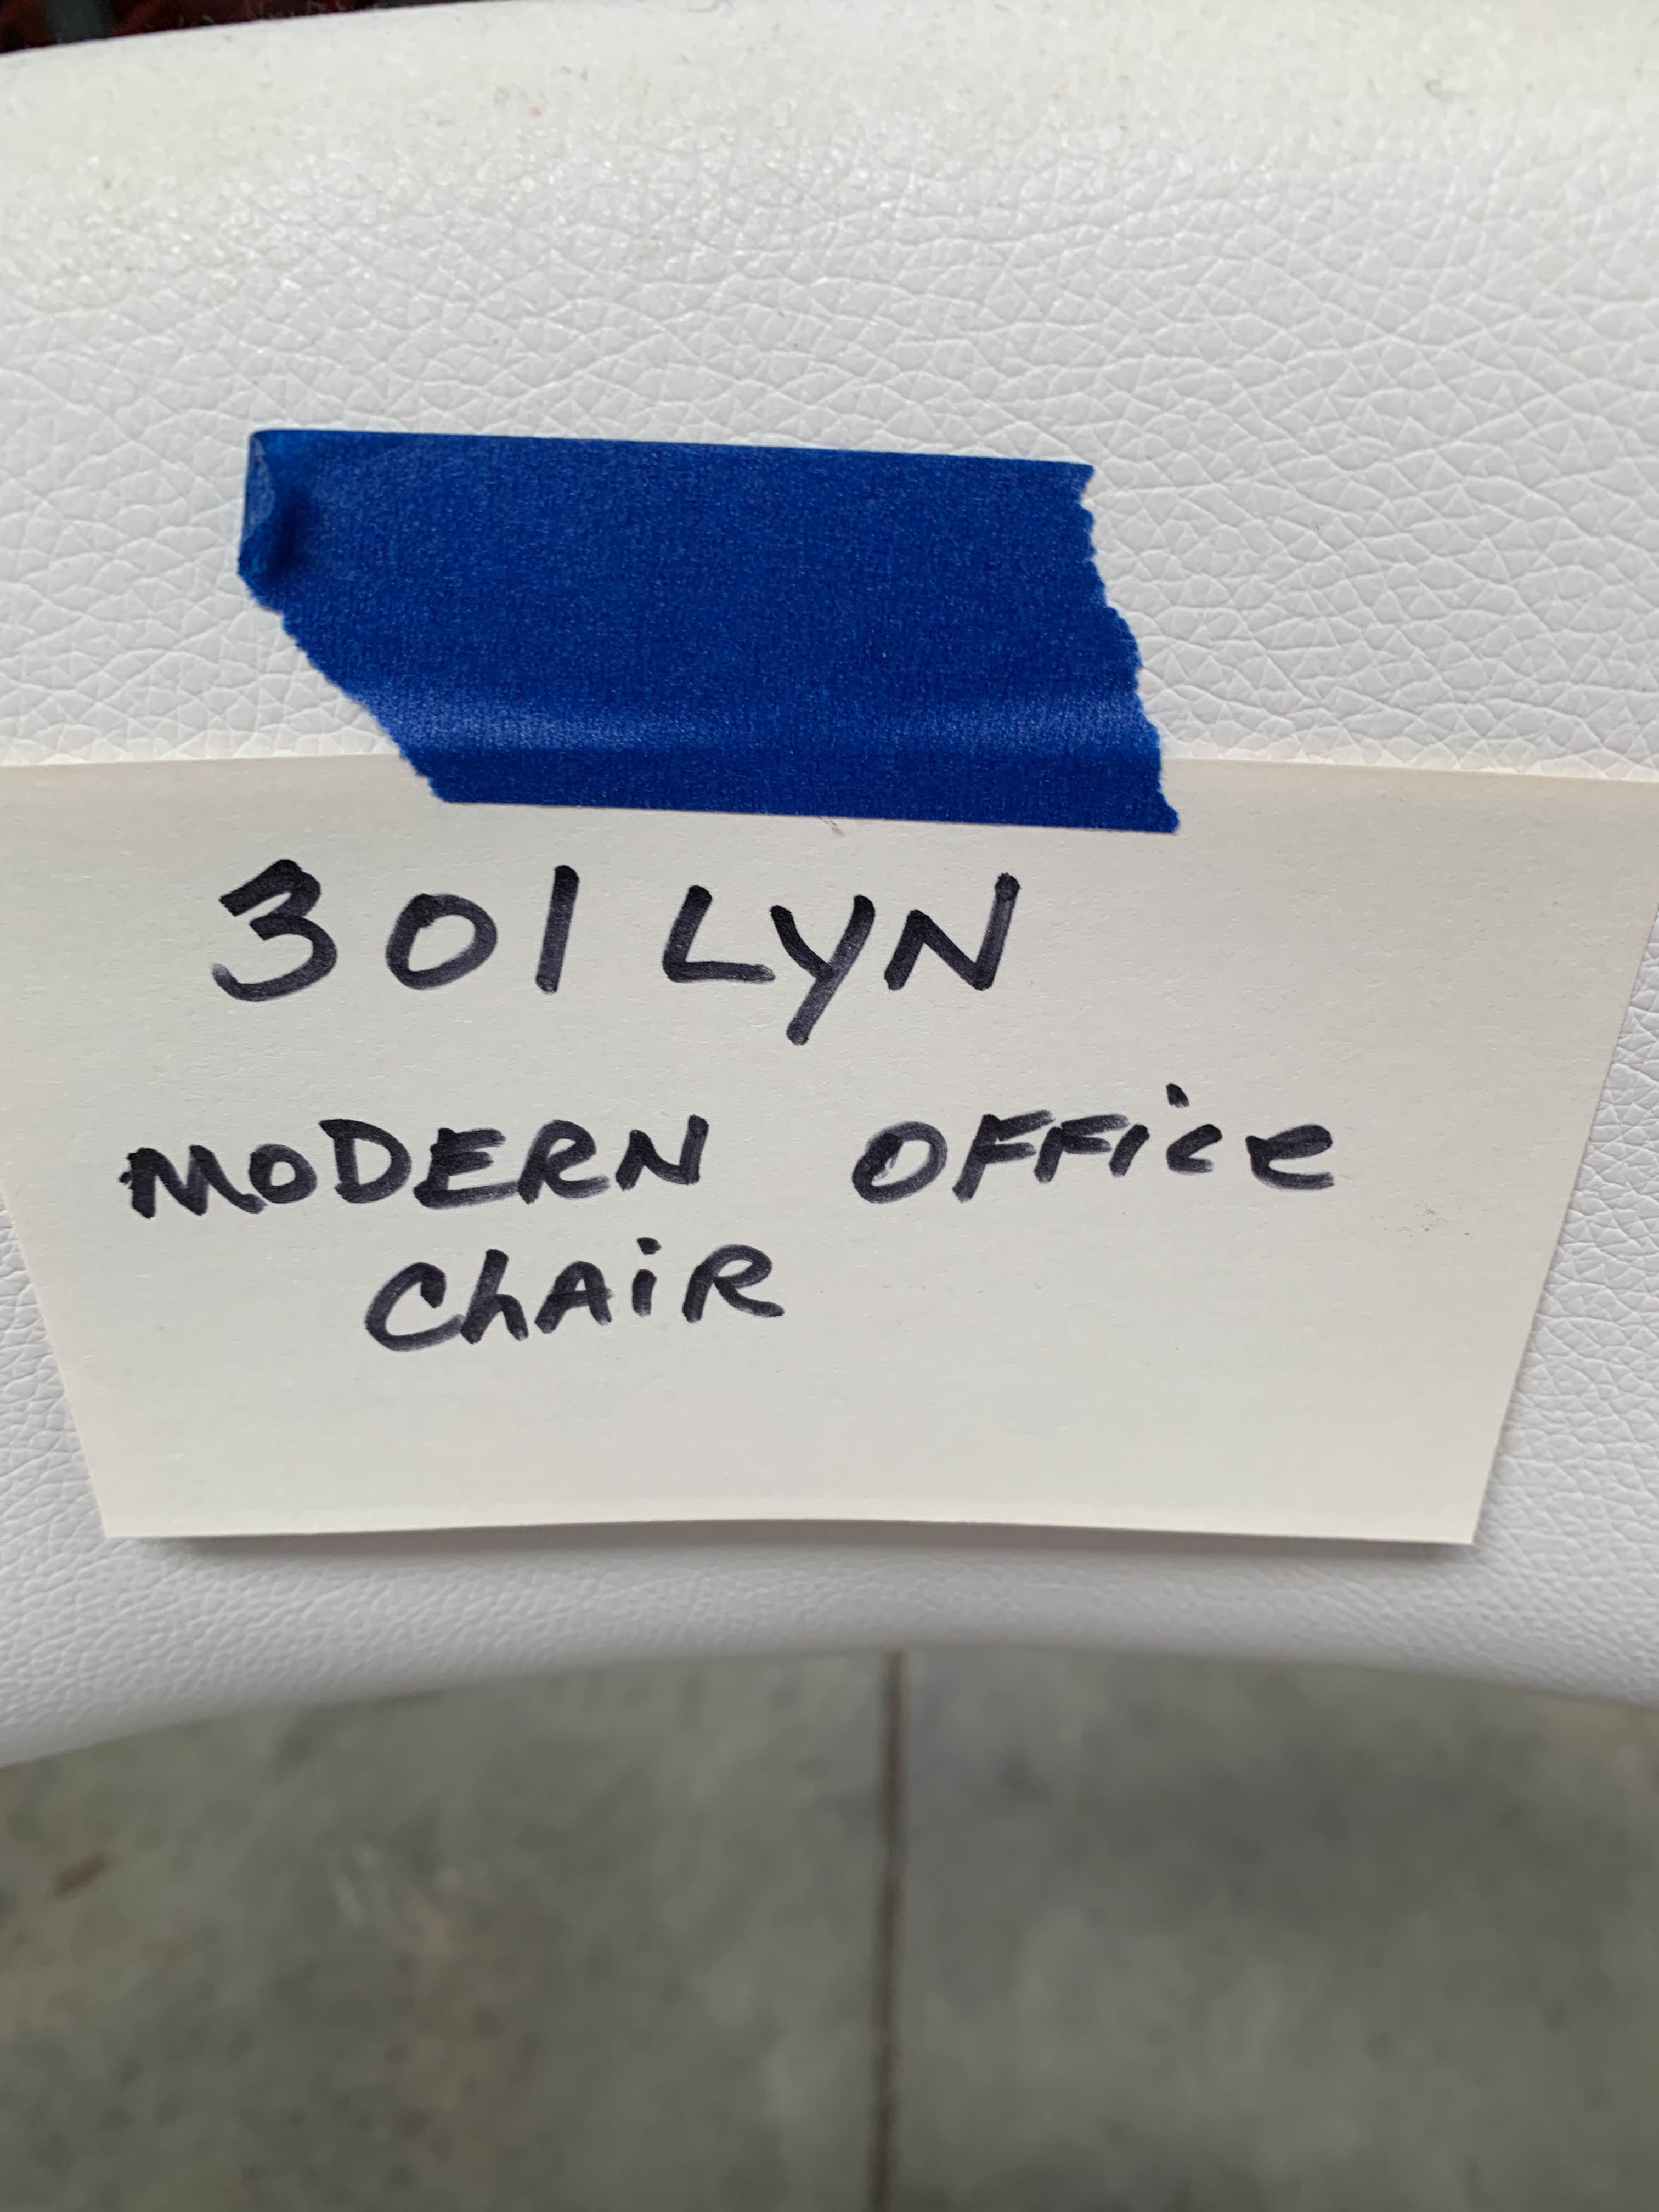 301 LYN
MODERN OFFice
ChAiR